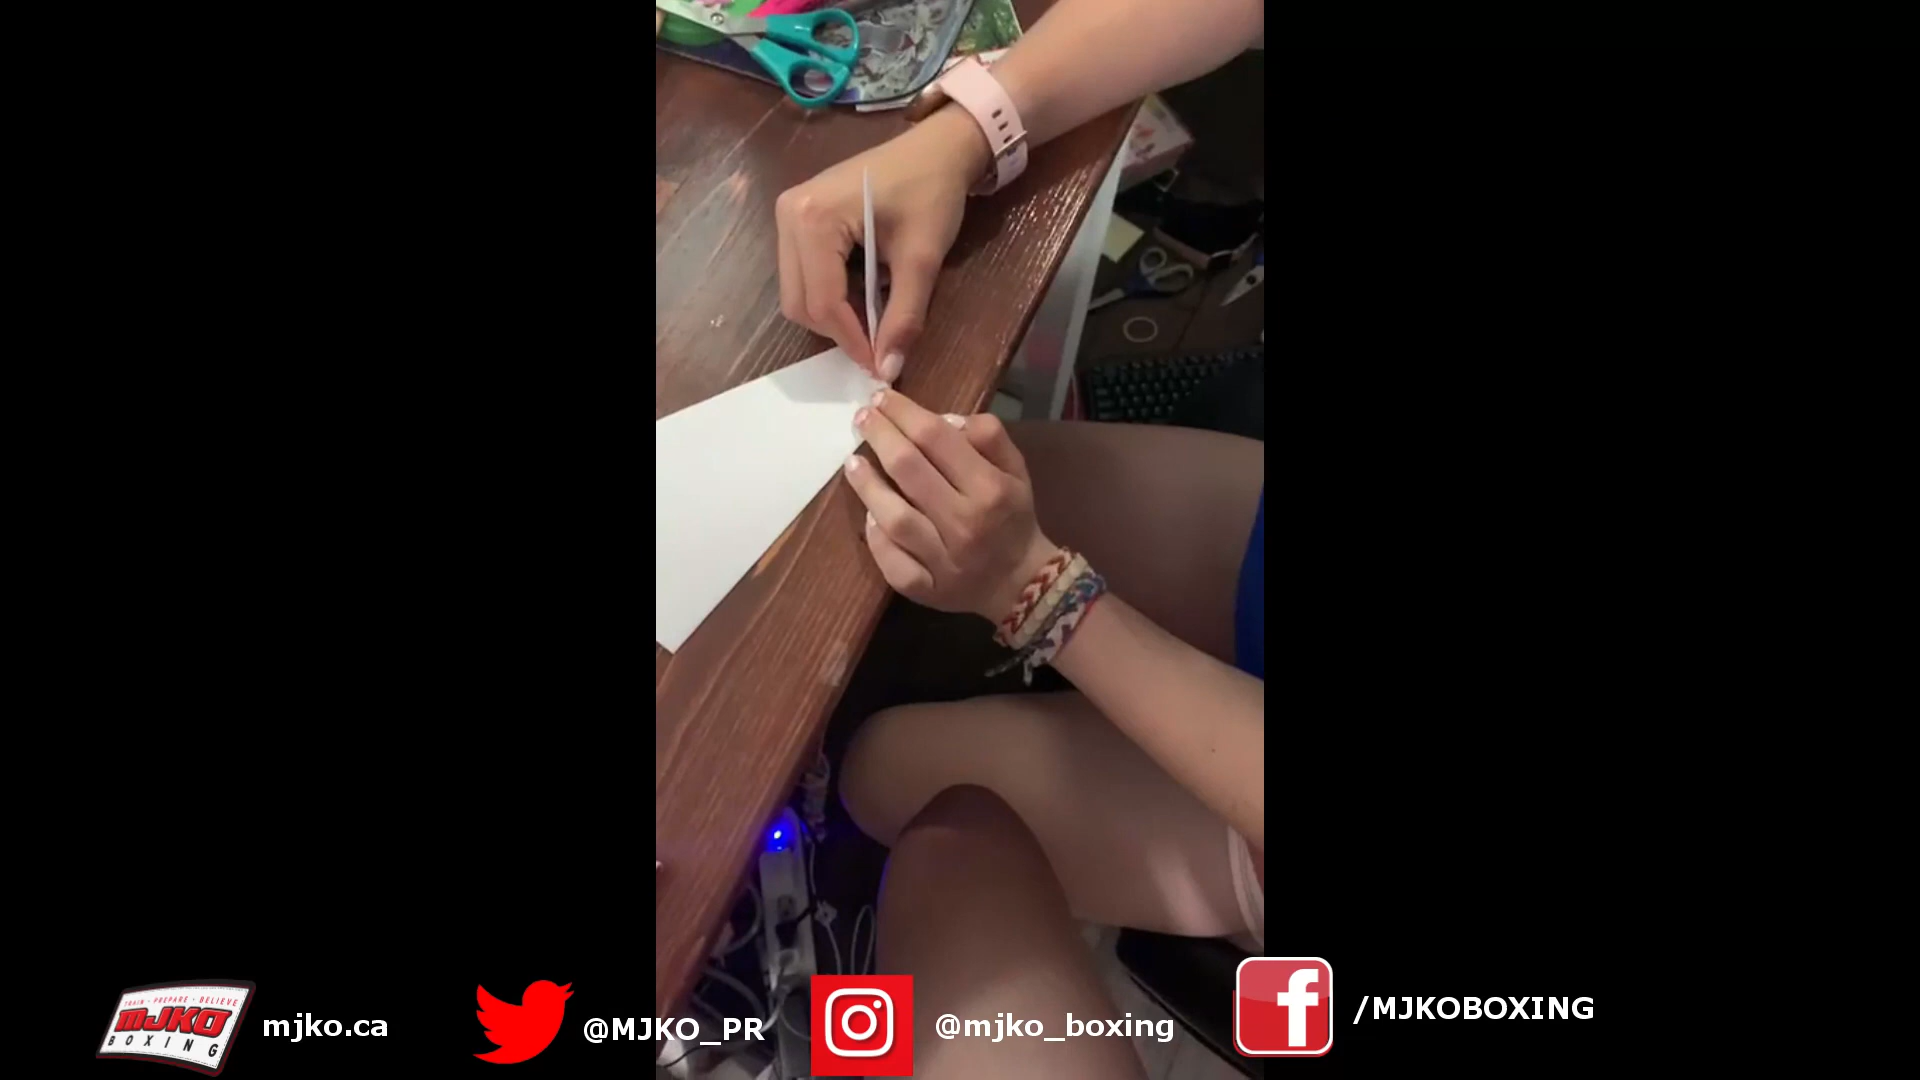 TRAIN · PREPARE · BELIEVE
MJKO
BOXING
mjko.ca
@MJKO_PR
@mjko_boxing
f
/MJKOBOXING